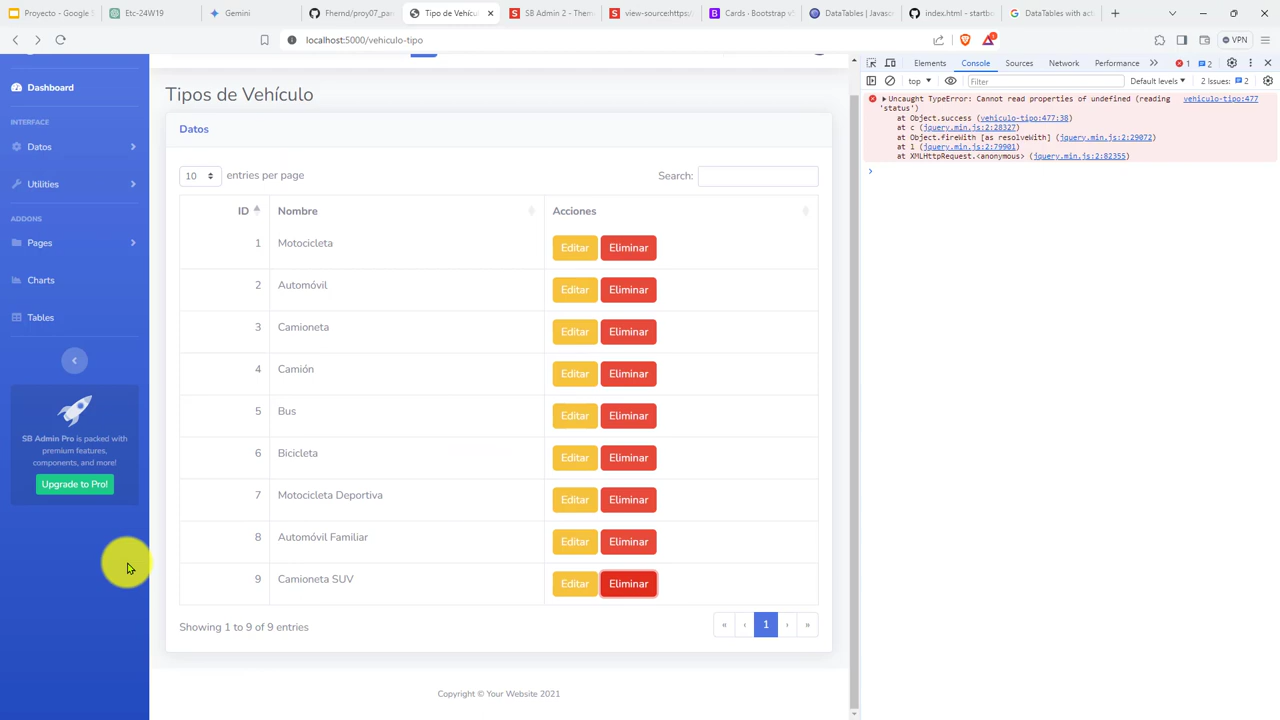 Proyecto - Google S
Etc-24W19
Gemini
Fhernd/proy07_pa
Tipo de Vehícu
SB Admin 2 - Them
view-source:https:/
Cards · Bootstrap v5
DataTables | Javasc
index.html - startbo
DataTables with act
localhost:5000/vehiculo-tipo
VPN
Dashboard
INTERFACE
Datos
Utilities
ADDONS
Pages
Charts
Tables
SB Admin Pro is packed with
premium features,
components, and more!
Upgrade to Pro!
Tipos de Vehículo
Datos
10 entries per page
Search:
ID Nombre Acciones
1 Motocicleta Editar Eliminar
2 Automóvil Editar Eliminar
3 Camioneta Editar Eliminar
4 Camión Editar Eliminar
5 Bus Editar Eliminar
6 Bicicleta Editar Eliminar
7 Motocicleta Deportiva Editar Eliminar
8 Automóvil Familiar Editar Eliminar
9 Camioneta SUV Editar Eliminar
Showing 1 to 9 of 9 entries
« ‹ 1 › »
Copyright © Your Website 2021
Elements Console Sources Network Performance » 1 2
top Filter Default levels 2 Issues: 2
Uncaught TypeError: Cannot read properties of undefined (reading vehiculo-tipo:477
'status')
at Object.success (vehiculo-tipo:477:38)
at c (jquery.min.js:2:28327)
at Object.fireWith [as resolveWith] (jquery.min.js:2:29072)
at l (jquery.min.js:2:79901)
at XMLHttpRequest.<anonymous> (jquery.min.js:2:82355)